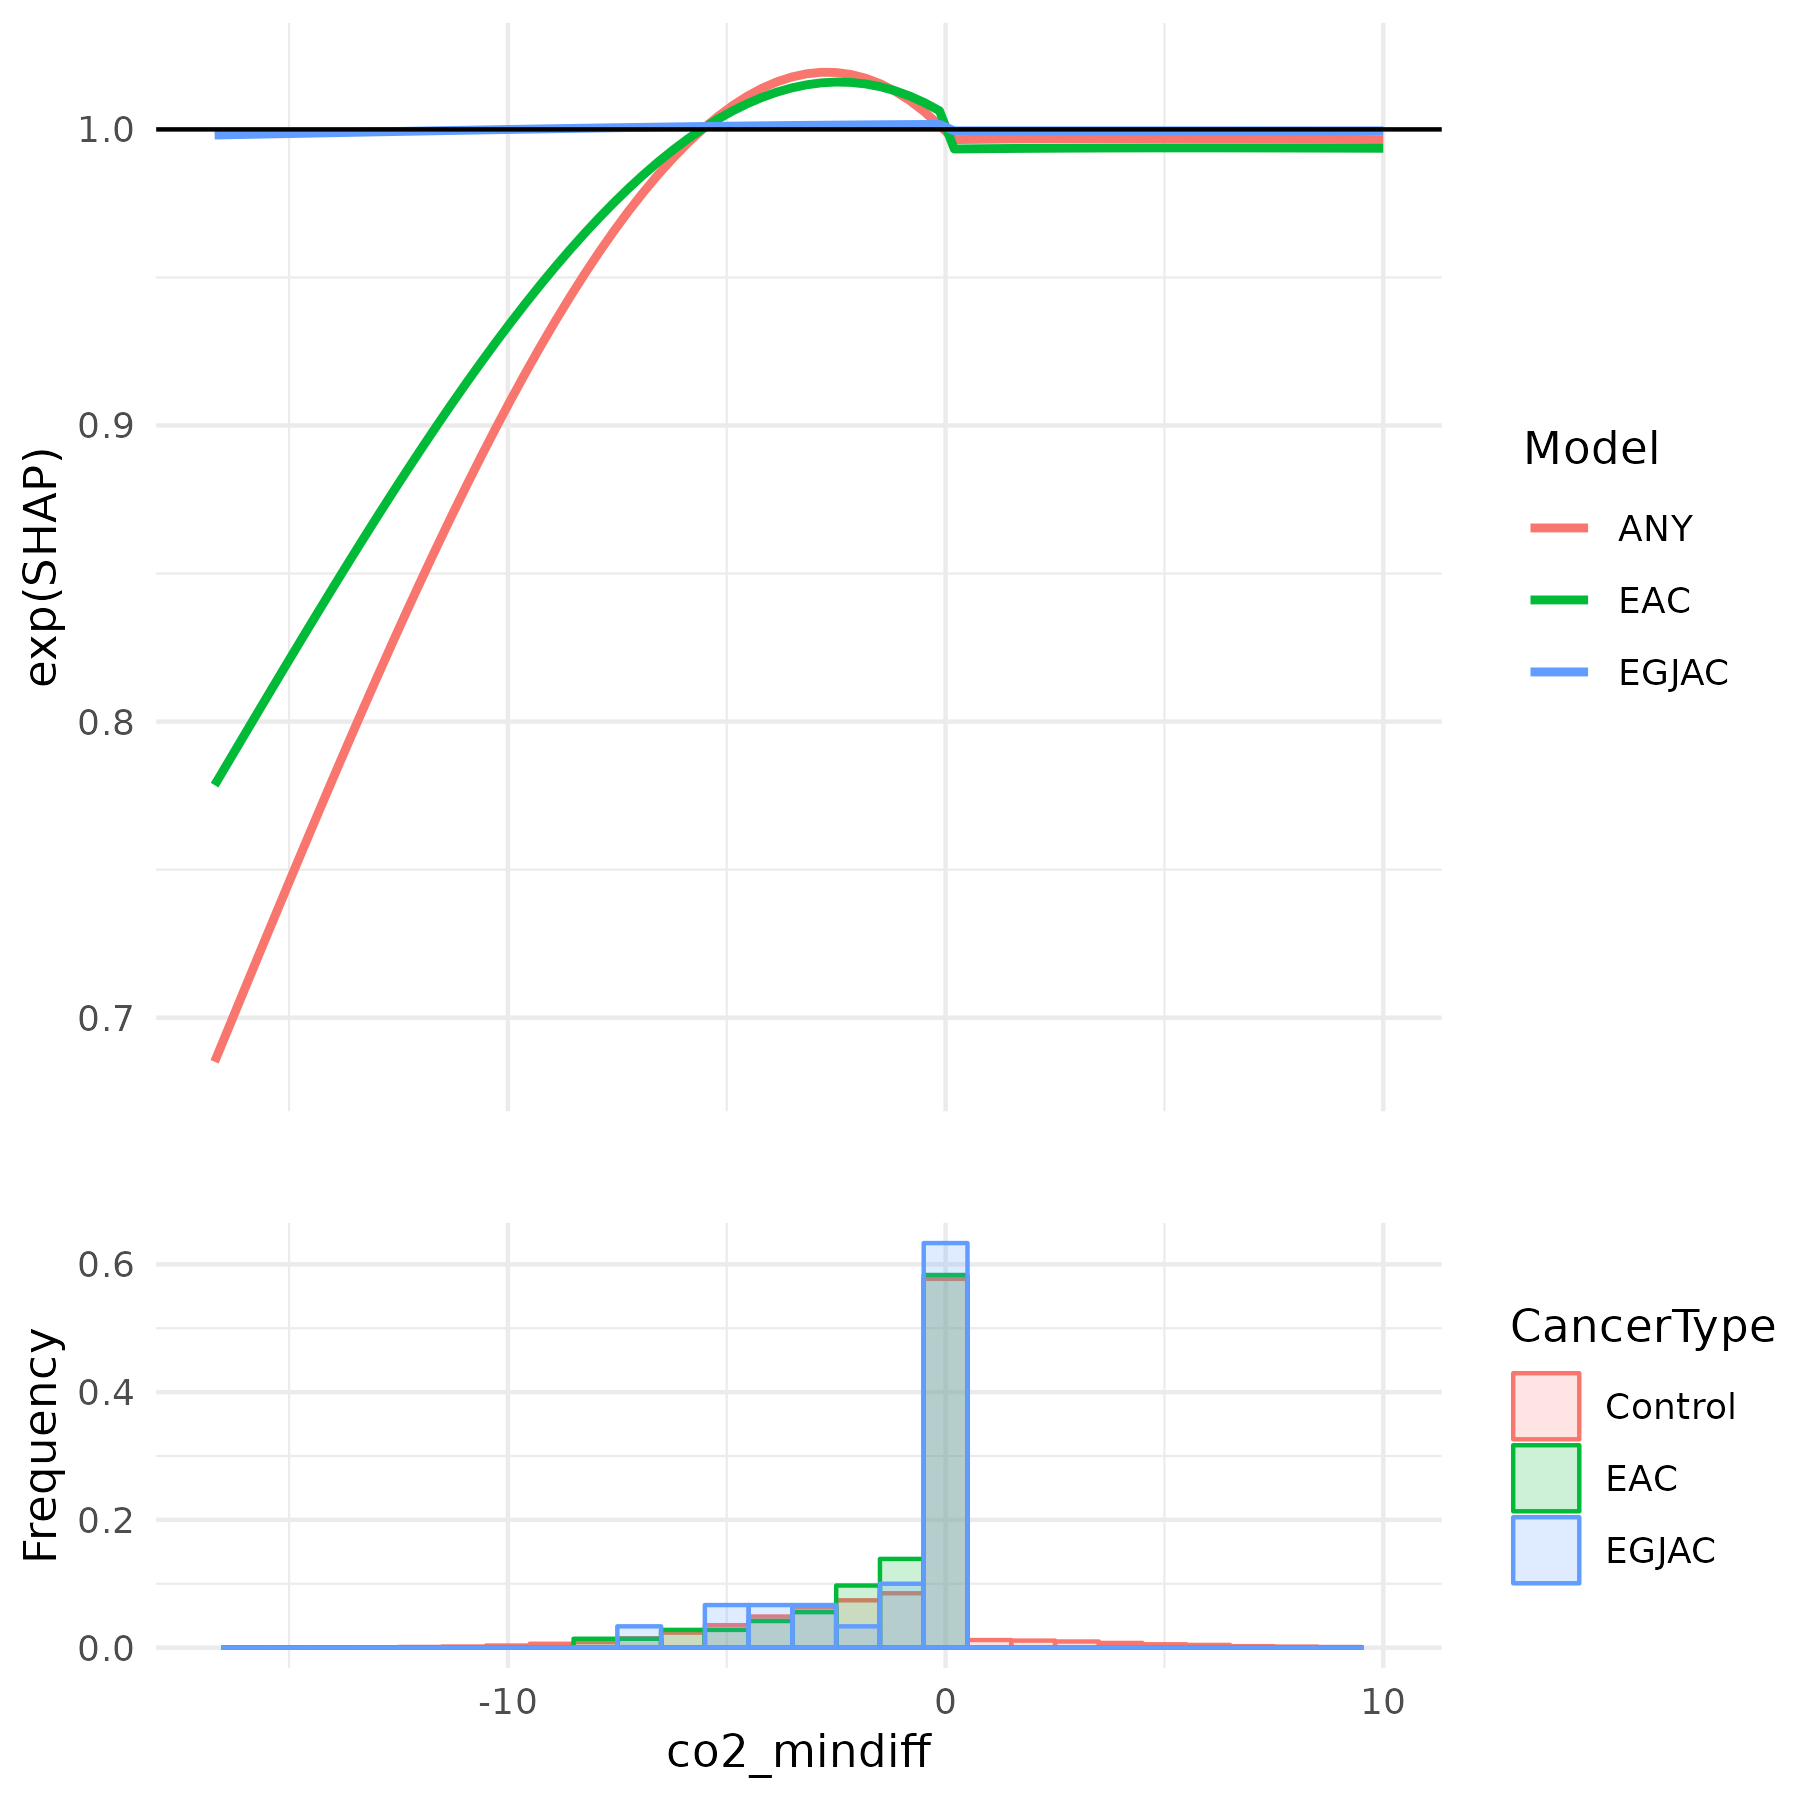 exp(SHAP)
1.0
0.9
0.8
0.7
Model
ANY
EAC
EGJAC
Frequency
0.6
0.4
0.2
0.0
-10
0
10
co2_mindiff
CancerType
Control
EAC
EGJAC